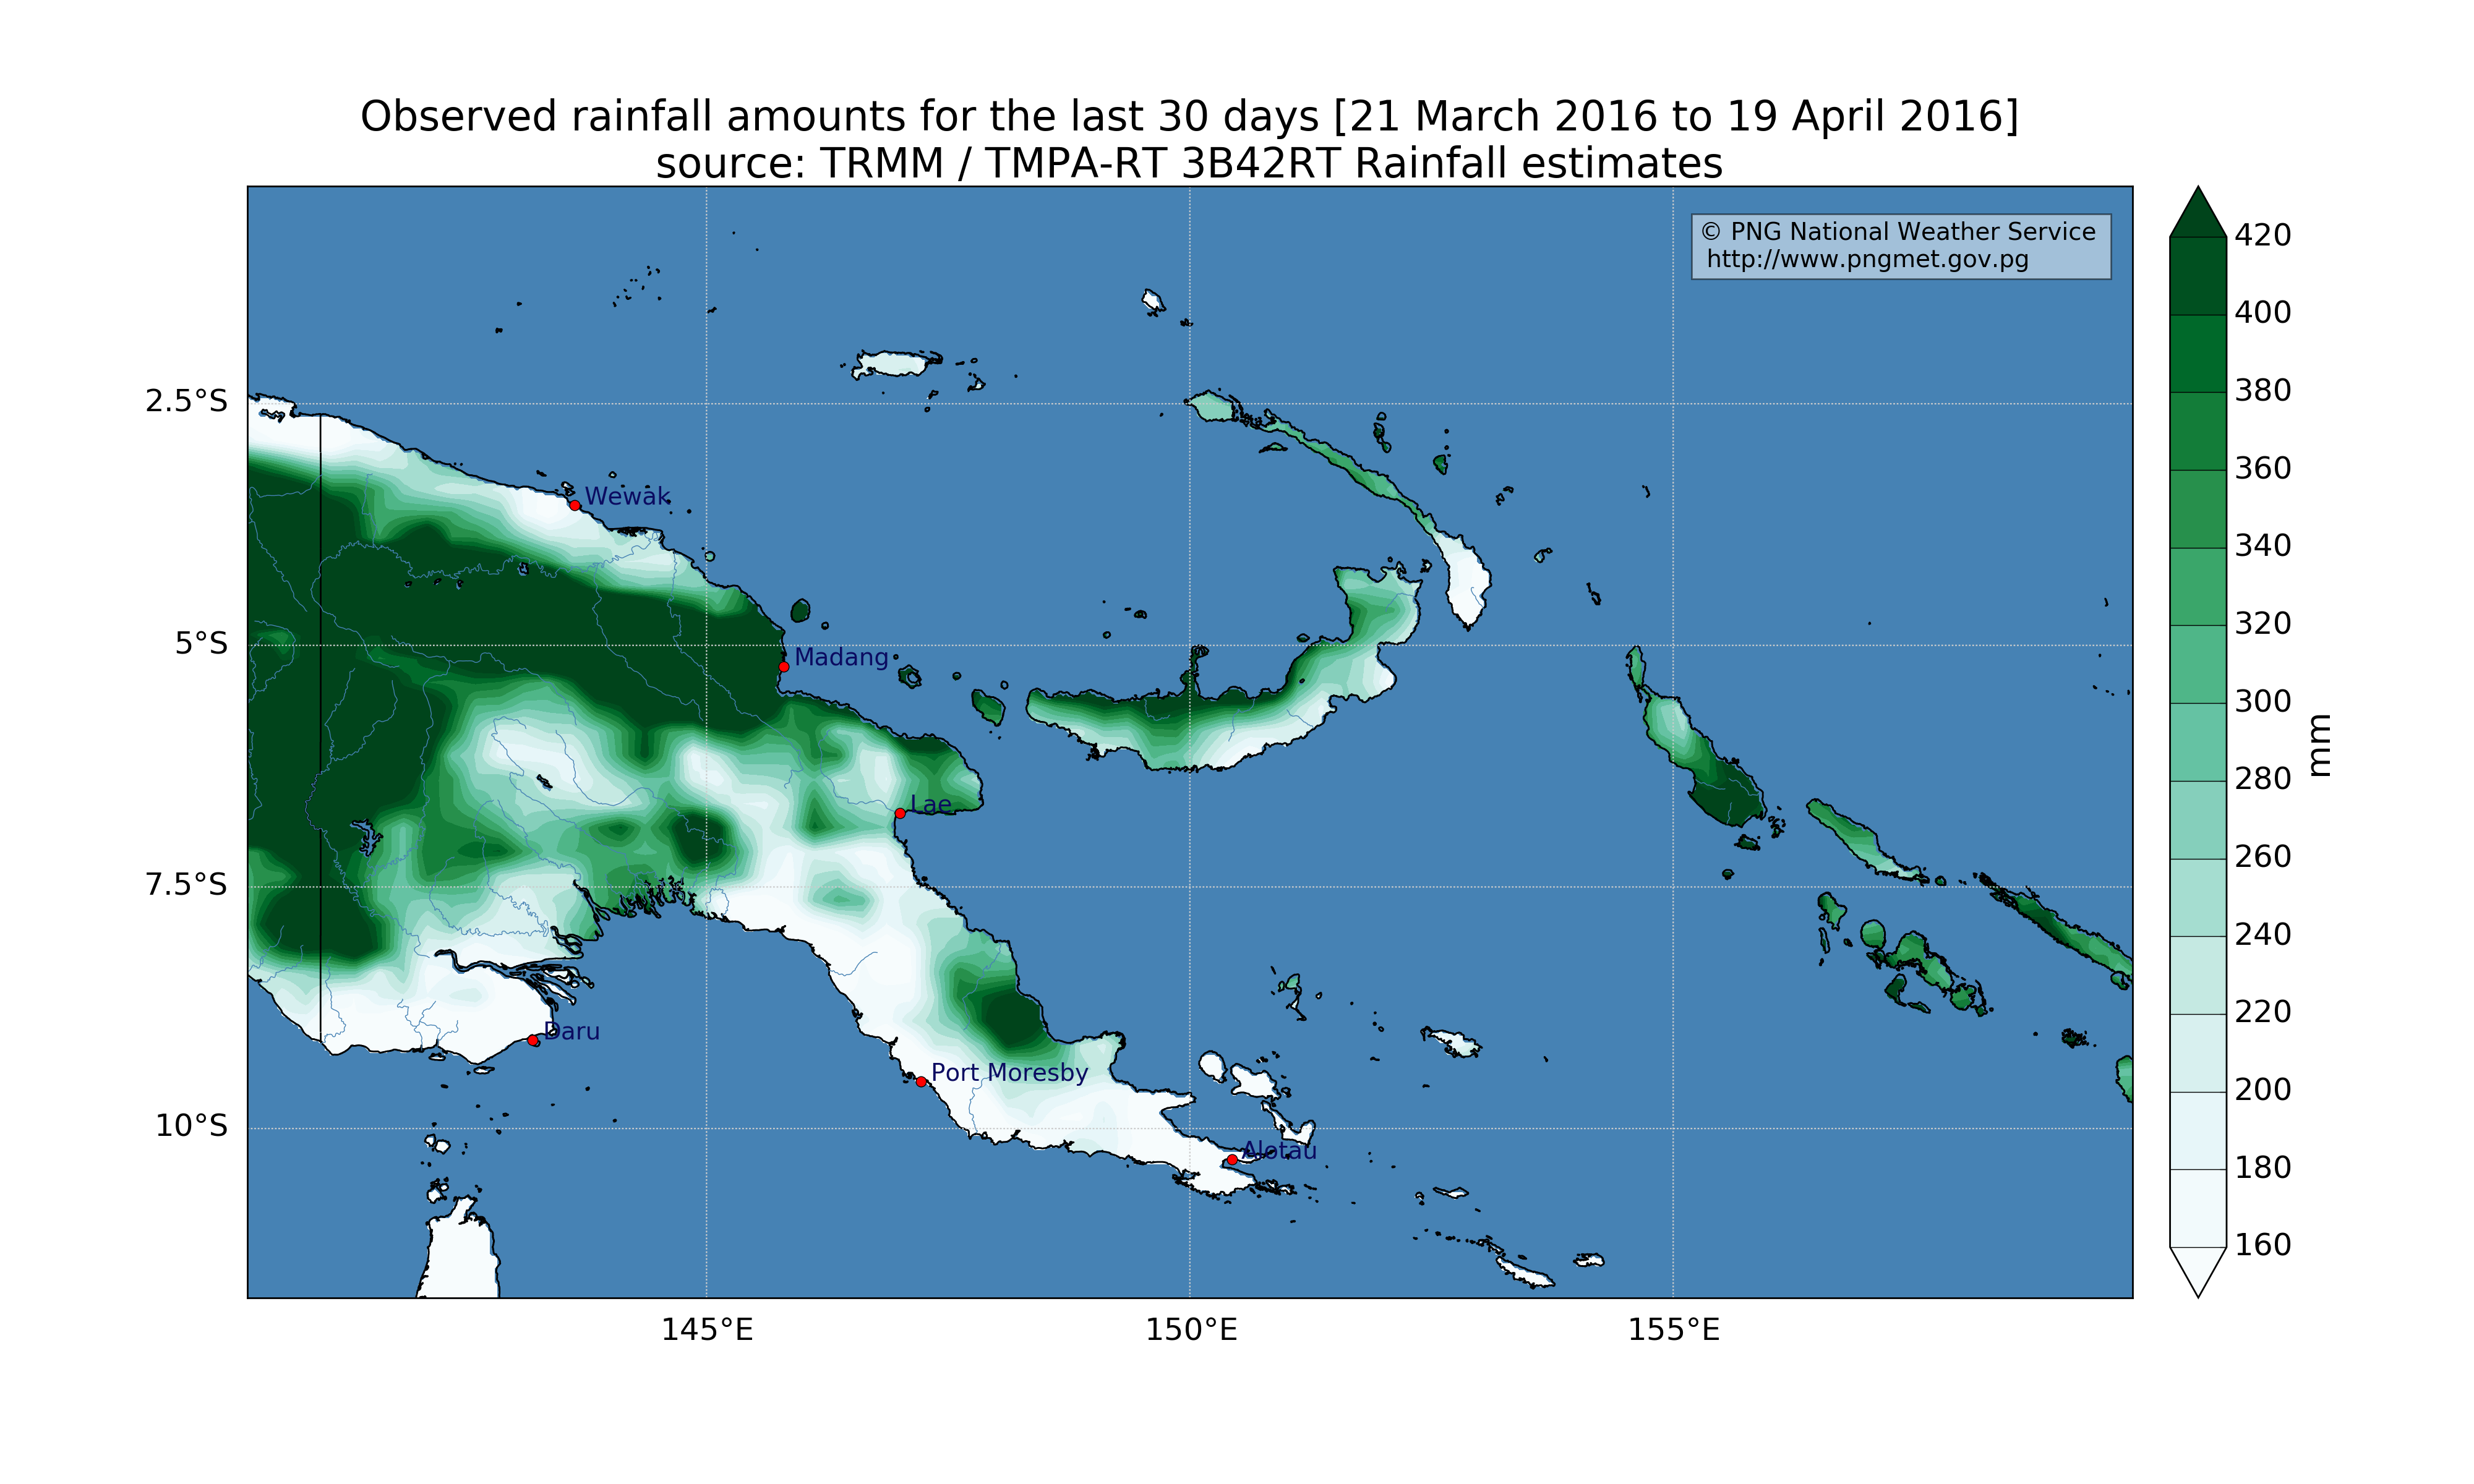 Observed rainfall amounts for the last 30 days [21 March 2016 to 19 April 2016]
source: TRMM / TMPA-RT 3B42RT Rainfall estimates
© PNG National Weather Service
http://www.pngmet.gov.pg
420
400
380
360
340
320
300
280
260
240
220
200
180
160
mm
2.5°S
5°S
7.5°S
10°S
Wewak
Madang
Lae
Daru
Port Moresby
Alotau
145°E
150°E
155°E